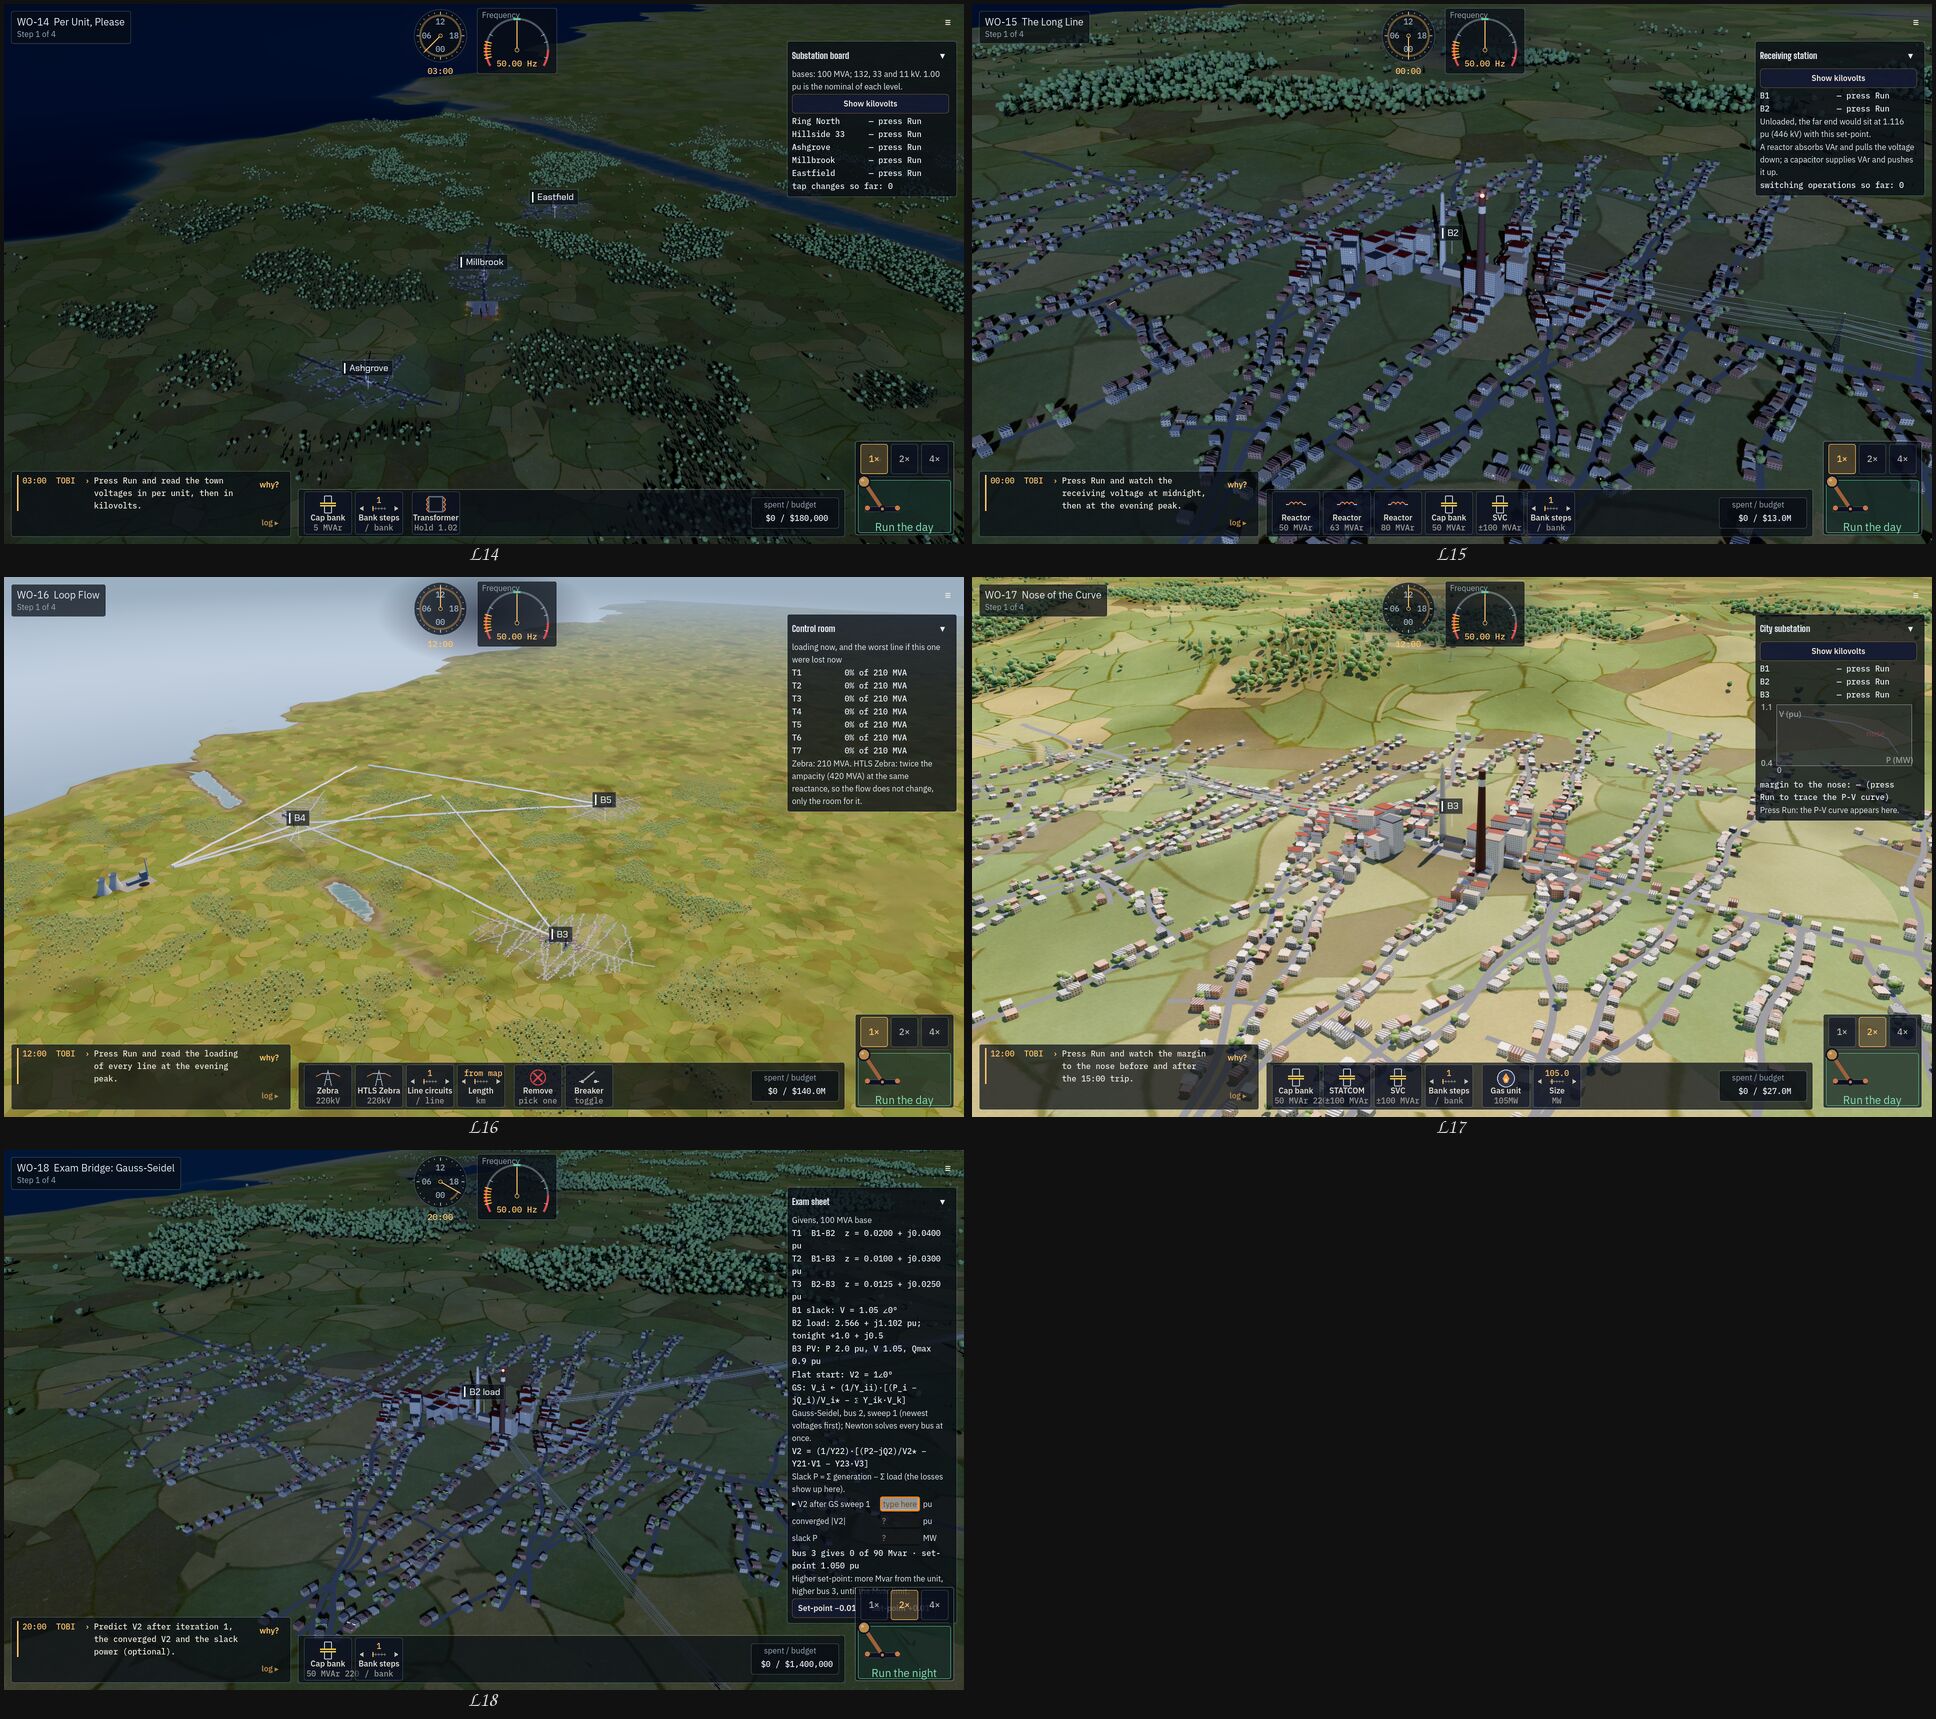 WO-14 Per Unit, Please
Step 1 of 4
12
06 18
00
03:00
Frequency
50.00 Hz
≡
Substation board ▼
bases: 100 MVA; 132, 33 and 11 kV. 1.00
pu is the nominal of each level.
Show kilovolts
Ring North — press Run
Hillside 33 — press Run
Ashgrove — press Run
Millbrook — press Run
Eastfield — press Run
tap changes so far: 0
Eastfield
Millbrook
Ashgrove
03:00 TOBI › Press Run and read the town
voltages in per unit, then in
kilovolts.
why?
log ▸
Cap bank
5 MVAr
1
Bank steps
/ bank
Transformer
Hold 1.02
spent / budget
$0 / $180,000
1× 2× 4×
Run the day
L14
WO-15 The Long Line
Step 1 of 4
12
06 18
00
00:00
Frequency
50.00 Hz
≡
Receiving station ▼
Show kilovolts
B1 — press Run
B2 — press Run
Unloaded, the far end would sit at 1.116
pu (446 kV) with this set-point.
A reactor absorbs VAr and pulls the voltage
down; a capacitor supplies VAr and pushes
it up.
switching operations so far: 0
B2
00:00 TOBI › Press Run and watch the
receiving voltage at midnight,
then at the evening peak.
why?
log ▸
Reactor
50 MVAr
Reactor
63 MVAr
Reactor
80 MVAr
Cap bank
50 MVAr
SVC
±100 MVAr
1
Bank steps
/ bank
spent / budget
$0 / $13.0M
1× 2× 4×
Run the day
L15
WO-16 Loop Flow
Step 1 of 4
12
06 18
00
12:00
Frequency
50.00 Hz
≡
Control room ▼
loading now, and the worst line if this one
were lost now
T1 0% of 210 MVA
T2 0% of 210 MVA
T3 0% of 210 MVA
T4 0% of 210 MVA
T5 0% of 210 MVA
T6 0% of 210 MVA
T7 0% of 210 MVA
Zebra: 210 MVA. HTLS Zebra: twice the
ampacity (420 MVA) at the same
reactance, so the flow does not change,
only the room for it.
B5
B4
B3
12:00 TOBI › Press Run and read the loading
of every line at the evening
peak.
why?
log ▸
Zebra
220kV
HTLS Zebra
220kV
1
Line circuits
/ line
from map
Length
km
Remove
pick one
Breaker
toggle
spent / budget
$0 / $140.0M
1× 2× 4×
Run the day
L16
WO-17 Nose of the Curve
Step 1 of 4
12
06 18
00
12:00
Frequency
50.00 Hz
≡
City substation ▼
Show kilovolts
B1 — press Run
B2 — press Run
B3 — press Run
1.1
V (pu)
nose
0.4
P (MW)
0
margin to the nose: — (press
Run to trace the P-V curve)
Press Run: the P-V curve appears here.
B3
12:00 TOBI › Press Run and watch the margin
to the nose before and after
the 15:00 trip.
why?
log ▸
Cap bank
50 MVAr 22
STATCOM
±100 MVAr
SVC
±100 MVAr
1
Bank steps
/ bank
Gas unit
105MW
105.0
Size
MW
spent / budget
$0 / $27.0M
1× 2× 4×
Run the day
L17
WO-18 Exam Bridge: Gauss-Seidel
Step 1 of 4
12
06 18
00
20:00
Frequency
50.00 Hz
≡
Exam sheet ▼
Givens, 100 MVA base
T1 B1-B2 z = 0.0200 + j0.0400
pu
T2 B1-B3 z = 0.0100 + j0.0300
pu
T3 B2-B3 z = 0.0125 + j0.0250
pu
B1 slack: V = 1.05 ∠0°
B2 load: 2.566 + j1.102 pu;
tonight +1.0 + j0.5
B3 PV: P 2.0 pu, V 1.05, Qmax
0.9 pu
Flat start: V2 = 1∠0°
GS: V_i ← (1/Y_ii)·[(P_i −
jQ_i)/V_i* − Σ Y_ik·V_k]
Gauss-Seidel, bus 2, sweep 1 (newest
voltages first); Newton solves every bus at
once.
V2 = (1/Y22)·[(P2−jQ2)/V2* −
Y21·V1 − Y23·V3]
Slack P = Σ generation − Σ load (the losses
show up here).
▸ V2 after GS sweep 1 type here pu
converged |V2| ? pu
slack P ? MW
bus 3 gives 0 of 90 Mvar · set-
point 1.050 pu
Higher set-point: more Mvar from the unit,
higher bus 3, until
Set-point −0.01
B2 load
20:00 TOBI › Predict V2 after iteration 1,
the converged V2 and the slack
power (optional).
why?
log ▸
Cap bank
50 MVAr 220
1
Bank steps
/ bank
spent / budget
$0 / $1,400,000
1× 2× 4×
Run the night
L18